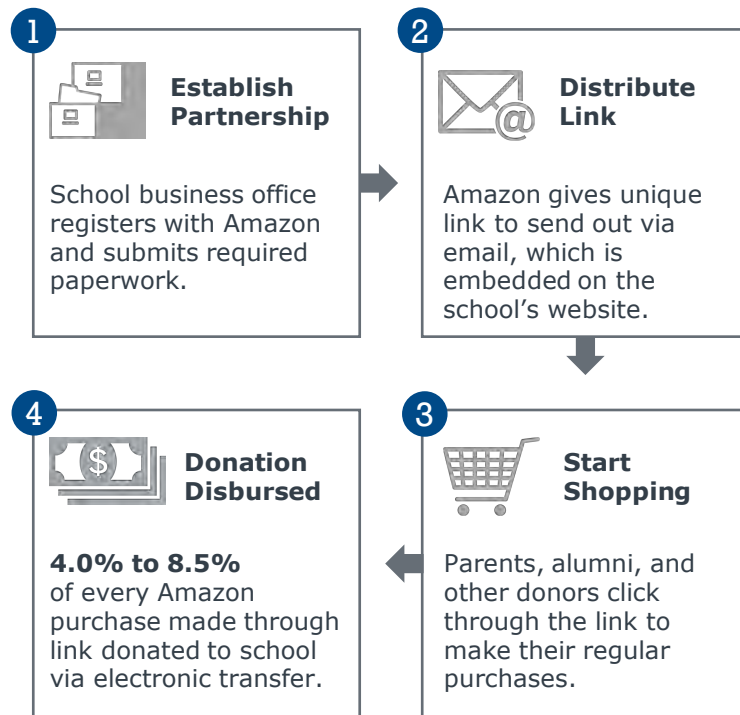 1
Establish
Partnership
School business office
registers with Amazon
and submits required
paperwork.
2
@
Distribute
Link
Amazon gives unique
link to send out via
email, which is
embedded on the
school’s website.
3
Start
Shopping
Parents, alumni, and
other donors click
through the link to
make their regular
purchases.
4
$
Donation
Disbursed
4.0% to 8.5%
of every Amazon
purchase made through
link donated to school
via electronic transfer.